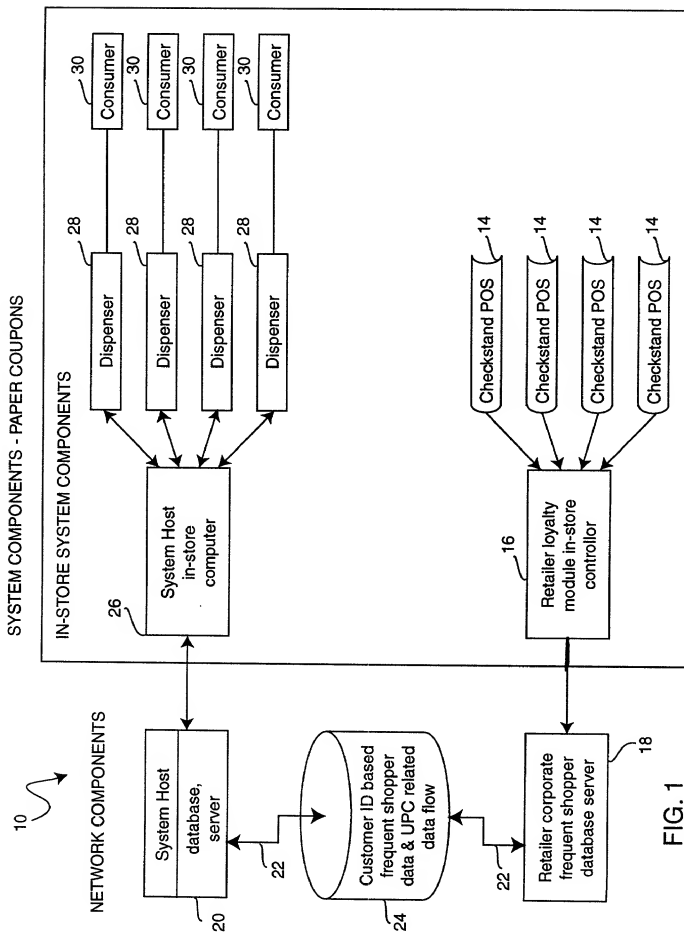 SYSTEM COMPONENTS - PAPER COUPONS
10
NETWORK COMPONENTS
IN-STORE SYSTEM COMPONENTS
System Host
database,
server
20
22
26
System Host
in-store
computer
28
Dispenser
30
Consumer
28
Dispenser
30
Consumer
28
Dispenser
30
Consumer
28
Dispenser
30
Consumer
Customer ID based
frequent shopper
data & UPC related
data flow
24
22
Retailer corporate
frequent shopper
database server
18
16
Retailer loyalty
module in-store
controllor
Checkstand POS
14
Checkstand POS
14
Checkstand POS
14
Checkstand POS
14
FIG. 1